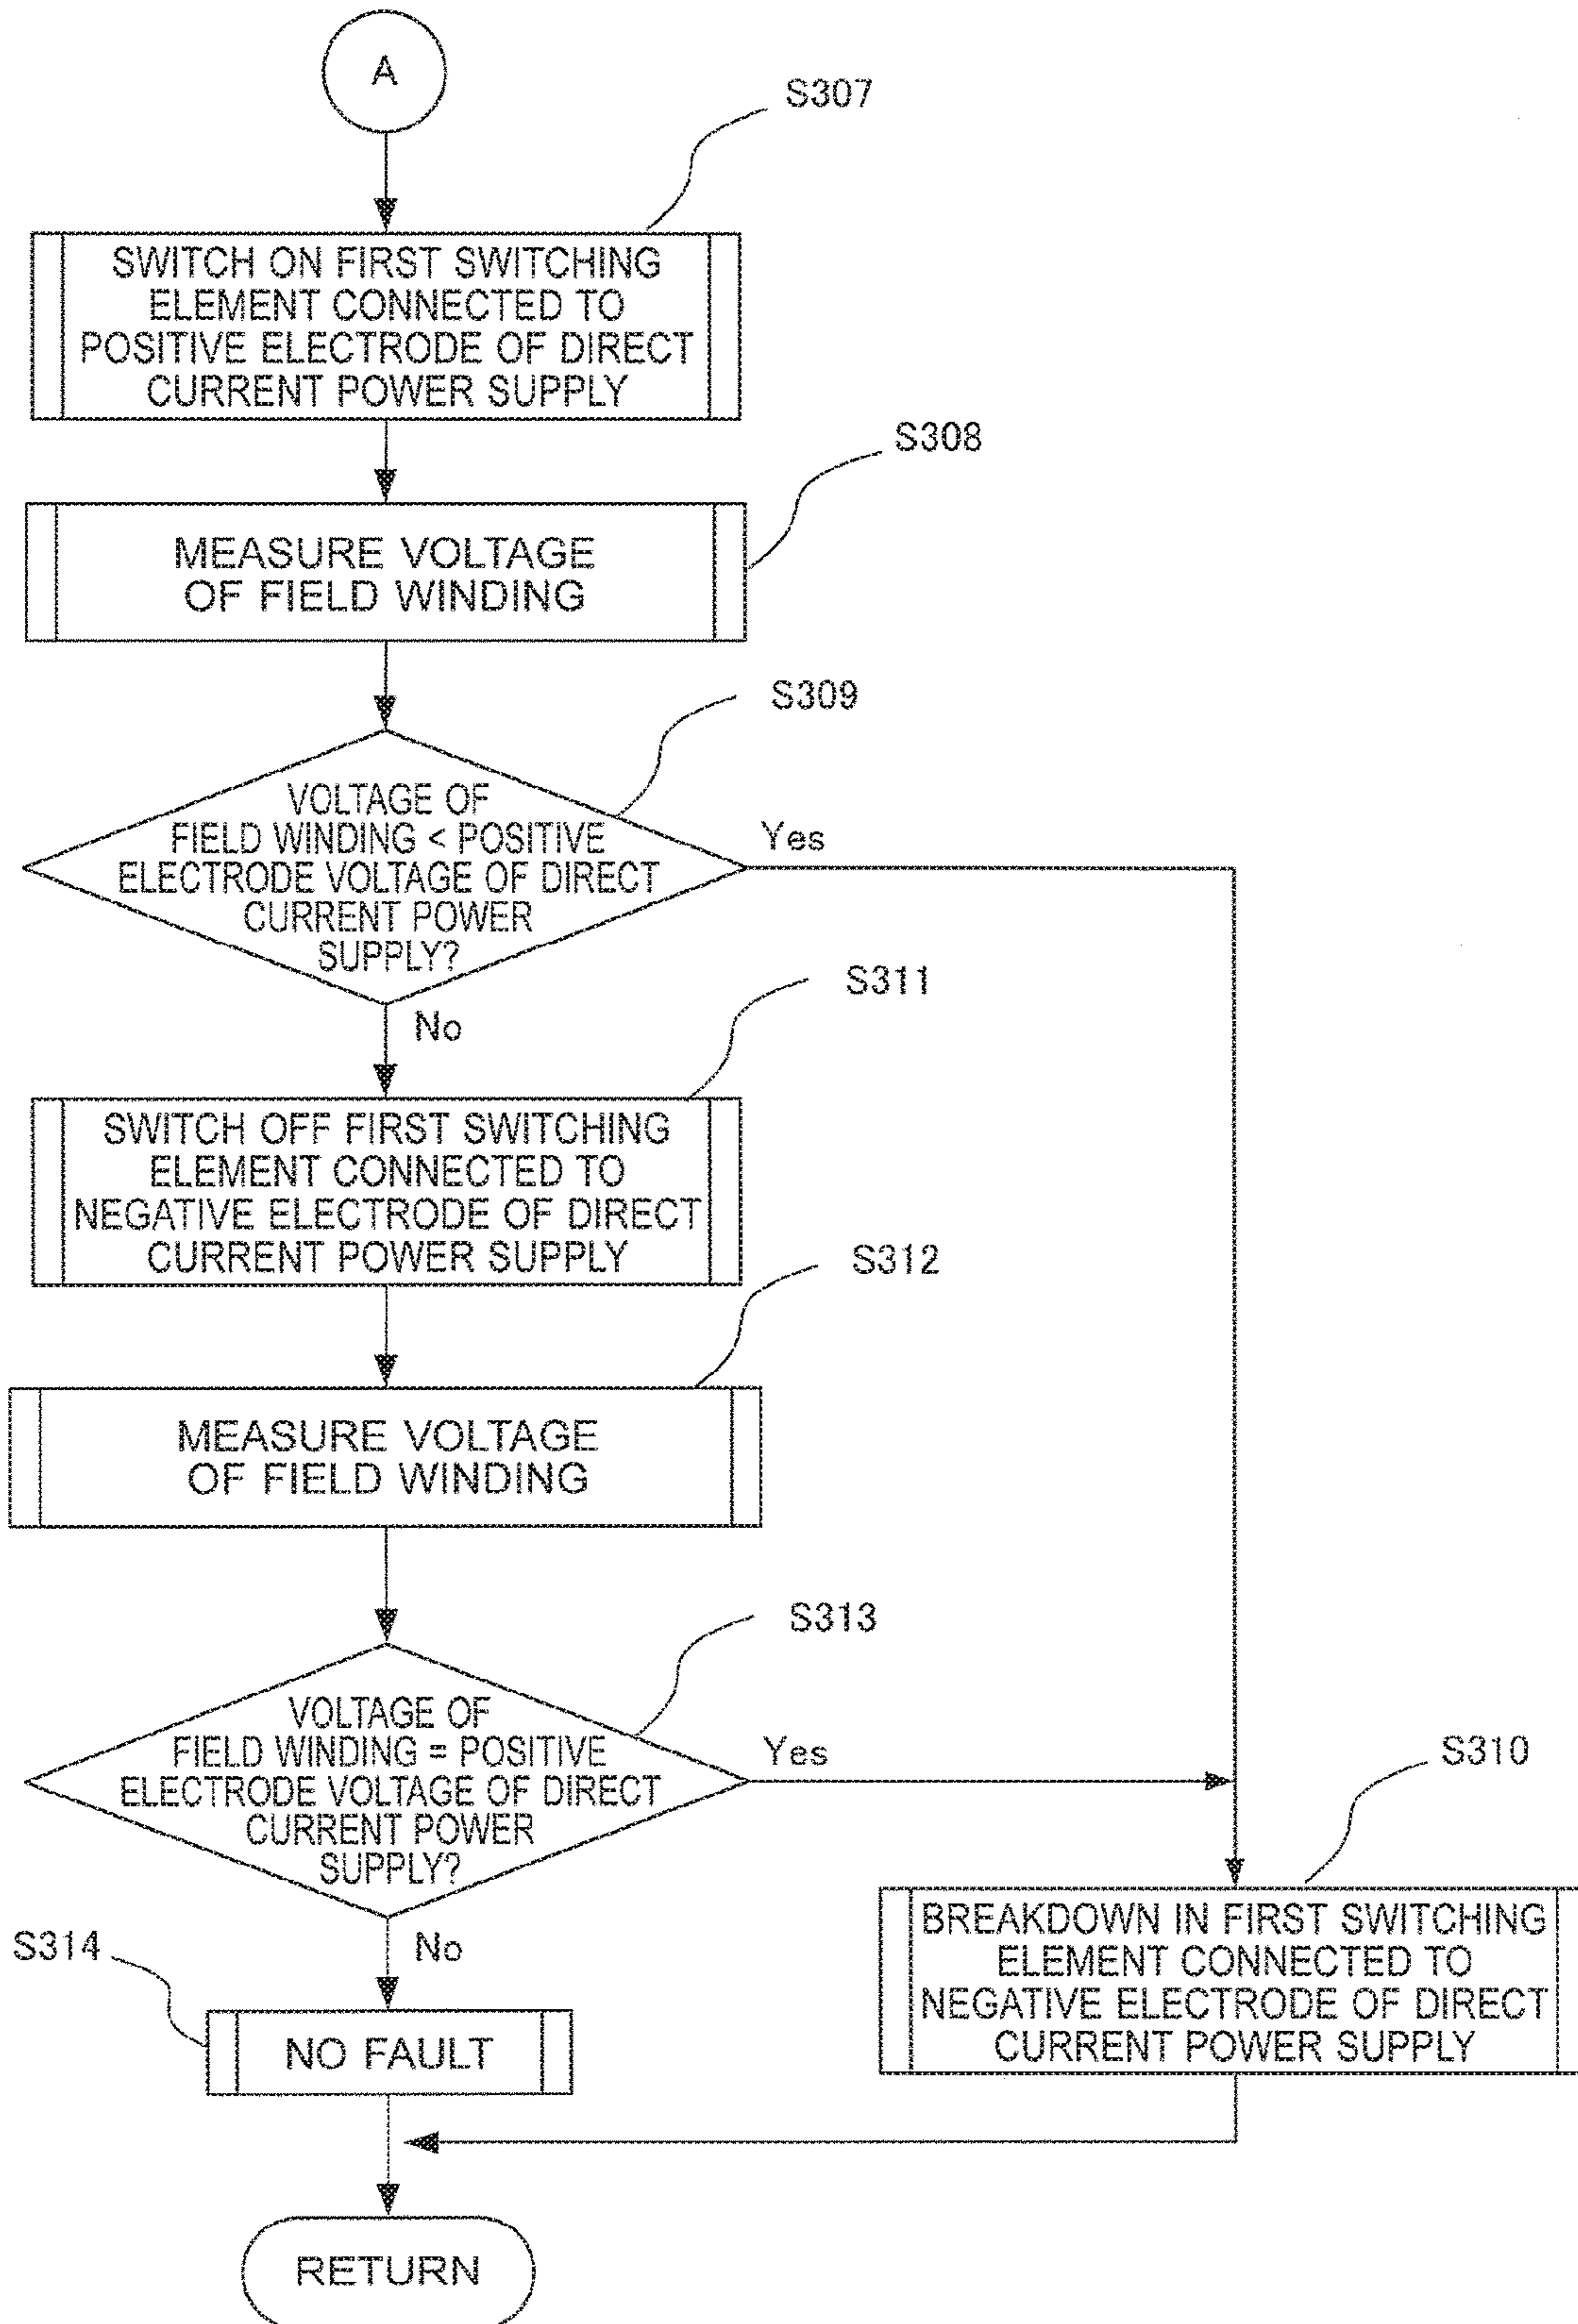 A
S307
SWITCH ON FIRST SWITCHING
ELEMENT CONNECTED TO
POSITIVE ELECTRODE OF DIRECT
CURRENT POWER SUPPLY
S308
MEASURE VOLTAGE
OF FIELD WINDING
S309
VOLTAGE OF
FIELD WINDING < POSITIVE
ELECTRODE VOLTAGE OF DIRECT
CURRENT POWER
SUPPLY?
Yes
No
S311
SWITCH OFF FIRST SWITCHING
ELEMENT CONNECTED TO
NEGATIVE ELECTRODE OF DIRECT
CURRENT POWER SUPPLY
S312
MEASURE VOLTAGE
OF FIELD WINDING
S313
VOLTAGE OF
FIELD WINDING = POSITIVE
ELECTRODE VOLTAGE OF DIRECT
CURRENT POWER
SUPPLY?
Yes
No
S310
BREAKDOWN IN FIRST SWITCHING
ELEMENT CONNECTED TO
NEGATIVE ELECTRODE OF DIRECT
CURRENT POWER SUPPLY
S314
NO FAULT
RETURN